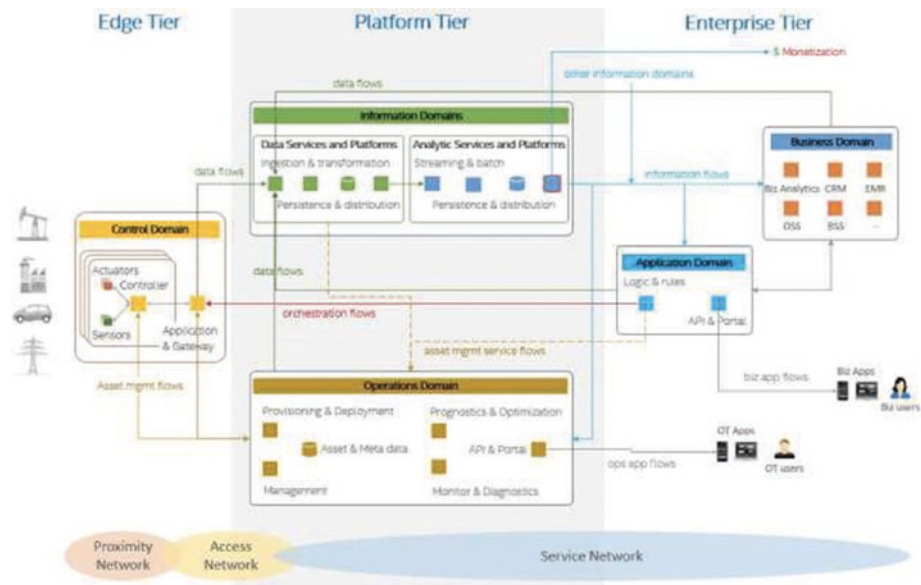 Edge Tier
Platform Tier
Enterprise Tier
$ Monetization
other information domains
data flows
Information Domains
Data Services and Platforms
Ingestion & transformation
Persistence & distribution
Analytic Services and Platforms
Streaming & batch
Persistence & distribution
Business Domain
Biz Analytics CRM EMR
OSS BSS ...
data flows
information flows
Control Domain
Actuators
Controller
Sensors
Application
& Gateway
data flows
Application Domain
Logic & rules
API & Portal
orchestration flows
asset mgmt service flows
Asset mgmt flows
Operations Domain
Provisioning & Deployment
Prognostics & Optimization
Asset & Meta data
API & Portal
Management
Monitor & Diagnostics
biz app flows
Biz Apps
Biz users
OT Apps
ops app flows
OT users
Proximity
Network
Access
Network
Service Network